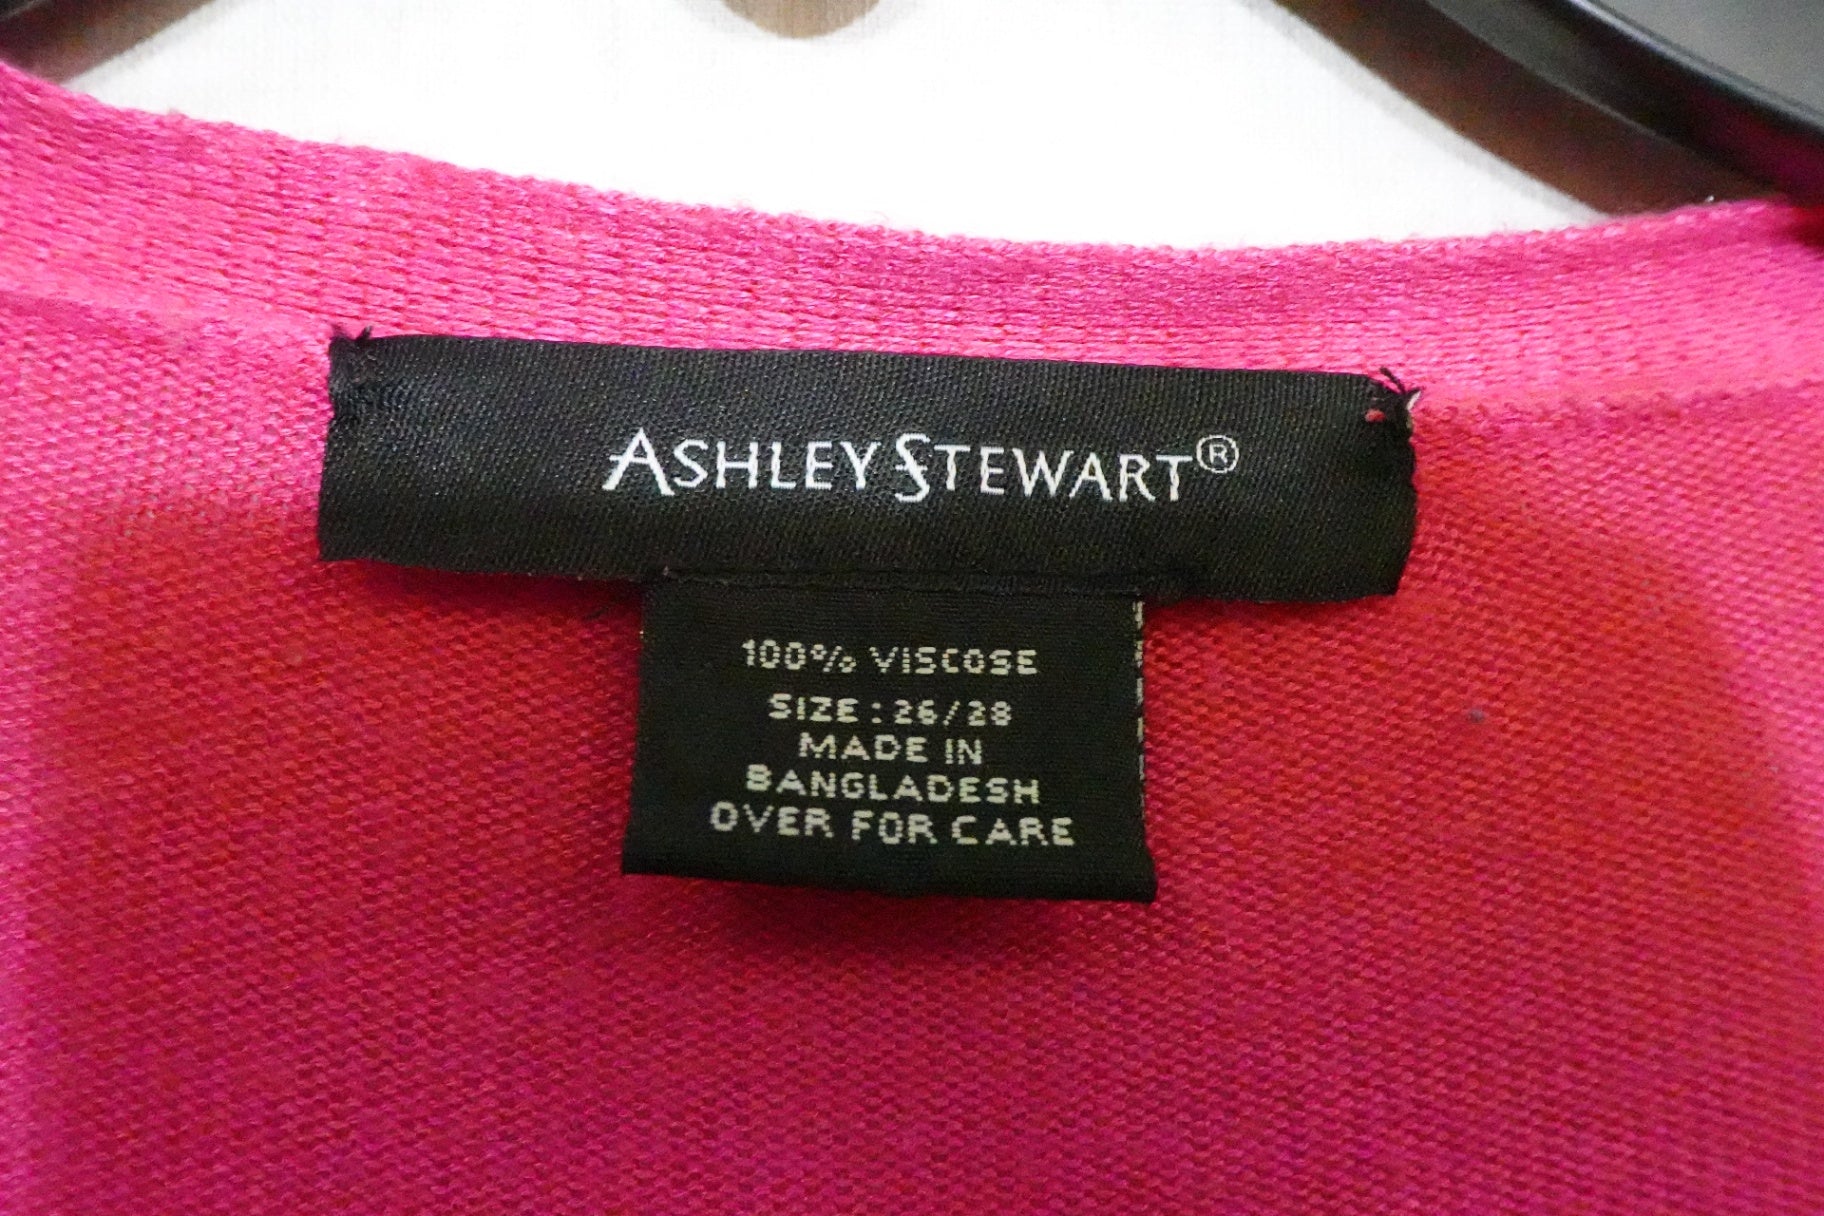 ASHLEY STEWART®
100% VISCOSE
SIZE : 26/28
MADE IN
BANGLADESH
OVER FOR CARE